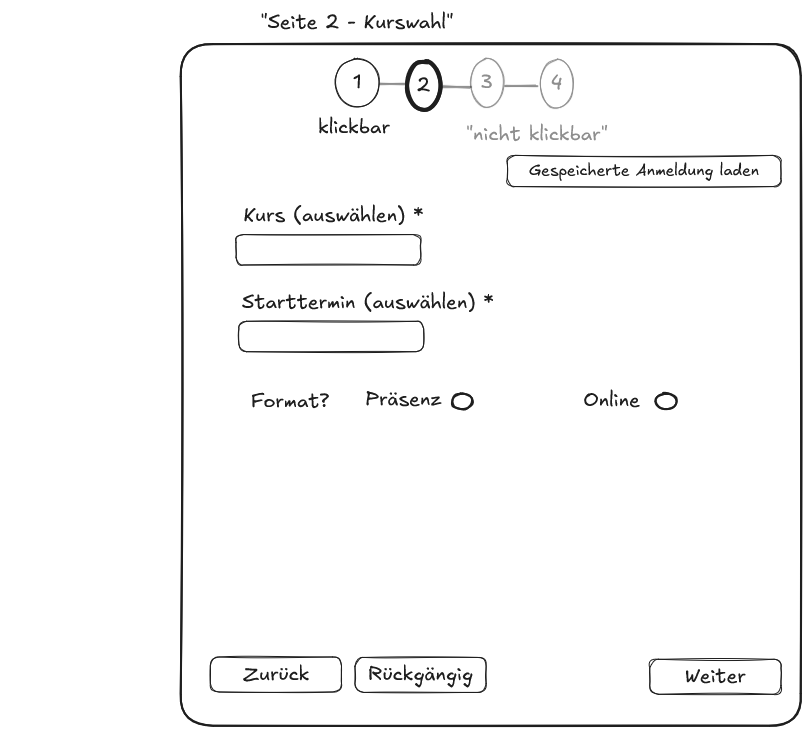 "Seite 2 - Kurswahl"
1 2 3 4
klickbar
"nicht klickbar"
Gespeicherte Anmeldung laden
Kurs (auswählen) *
Starttermin (auswählen) *
Format? Präsenz Online
Zurück Rückgängig Weiter